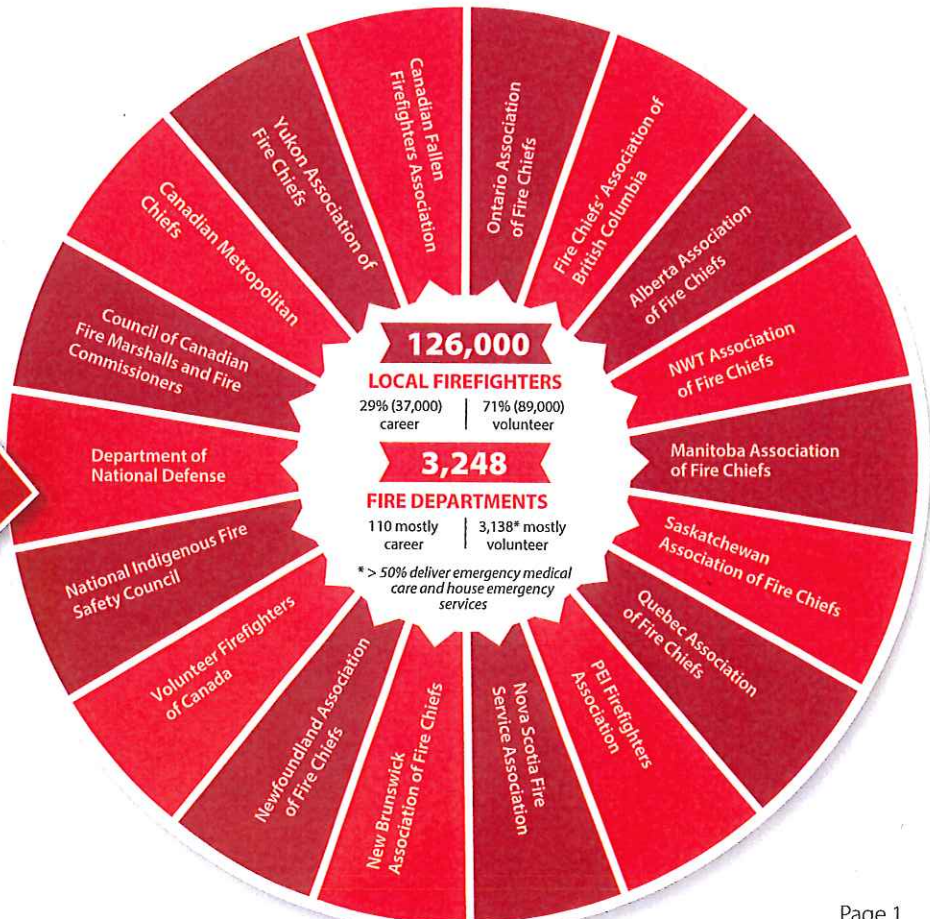 Canadian Fallen
Firefighters Association
Ontario Association
of Fire Chiefs
Fire Chiefs' Association of
British Columbia
Alberta Association
of Fire Chiefs
NWT Association
of Fire Chiefs
Manitoba Association
of Fire Chiefs
Saskatchewan
Association of Fire Chiefs
Quebec Association
of Fire Chiefs
PEI Firefighters
Association
Nova Scotia Fire
Service Association
New Brunswick
Association of Fire Chiefs
Newfoundland Association
of Fire Chiefs
Volunteer Firefighters
of Canada
National Indigenous Fire
Safety Council
Department of
National Defense
Council of Canadian
Fire Marshalls and Fire
Commissioners
Canadian Metropolitan
Chiefs
Yukon Association of
Fire Chiefs
126,000
LOCAL FIREFIGHTERS
29% (37,000)
career
71% (89,000)
volunteer
3,248
FIRE DEPARTMENTS
110 mostly
career
3,138* mostly
volunteer
* > 50% deliver emergency medical
care and house emergency
services
Page 1